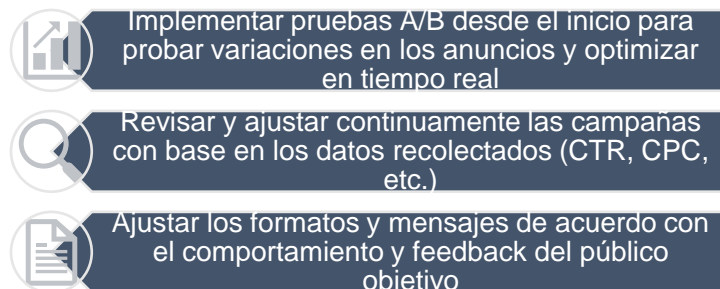 Implementar pruebas A/B desde el inicio para
probar variaciones en los anuncios y optimizar
en tiempo real
Revisar y ajustar continuamente las campañas
con base en los datos recolectados (CTR, CPC,
etc.)
Ajustar los formatos y mensajes de acuerdo con
el comportamiento y feedback del público
objetivo